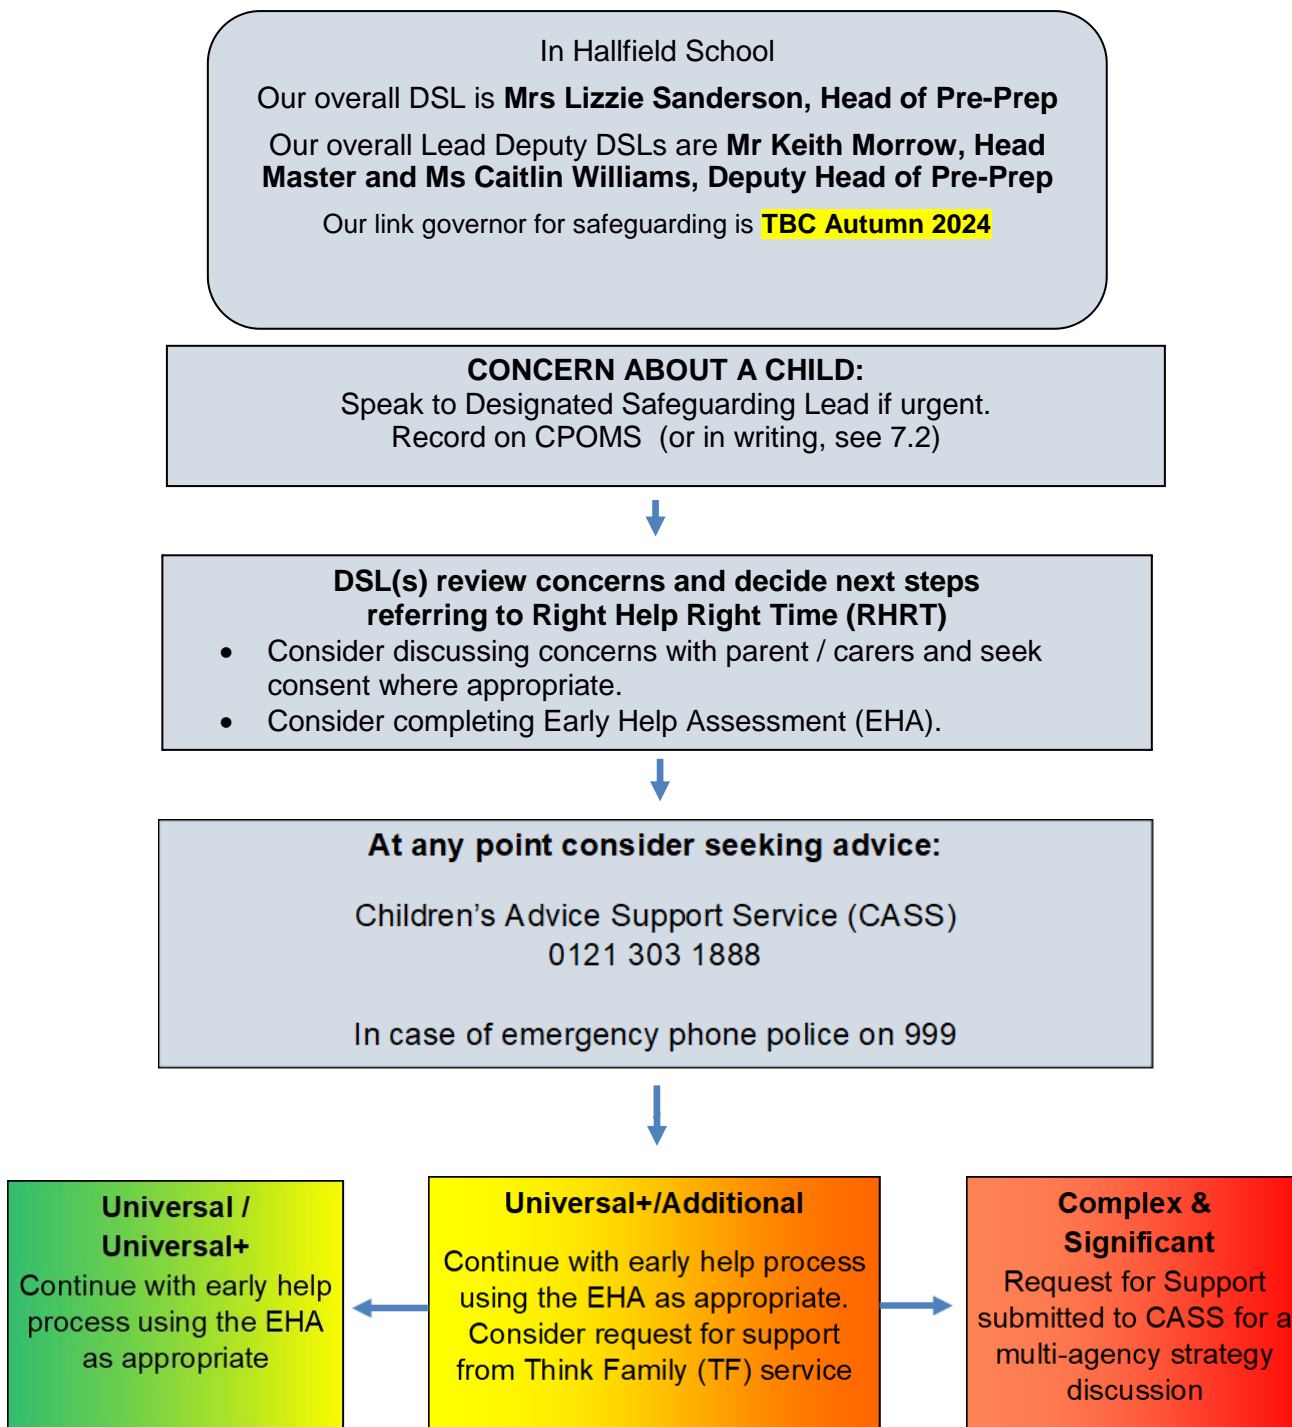 In Hallfield School
Our overall DSL is Mrs Lizzie Sanderson, Head of Pre-Prep
Our overall Lead Deputy DSLs are Mr Keith Morrow, Head
Master and Ms Caitlin Williams, Deputy Head of Pre-Prep
Our link governor for safeguarding is TBC Autumn 2024
CONCERN ABOUT A CHILD:
Speak to Designated Safeguarding Lead if urgent.
Record on CPOMS (or in writing, see 7.2)
DSL(s) review concerns and decide next steps
referring to Right Help Right Time (RHRT)
• Consider discussing concerns with parent / carers and seek
consent where appropriate.
• Consider completing Early Help Assessment (EHA).
At any point consider seeking advice:
Children's Advice Support Service (CASS)
0121 303 1888
In case of emergency phone police on 999
Universal /
Universal+
Continue with early help
process using the EHA
as appropriate
Universal+/Additional
Continue with early help process
using the EHA as appropriate.
Consider request for support
from Think Family (TF) service
Complex &
Significant
Request for Support
submitted to CASS for a
multi-agency strategy
discussion